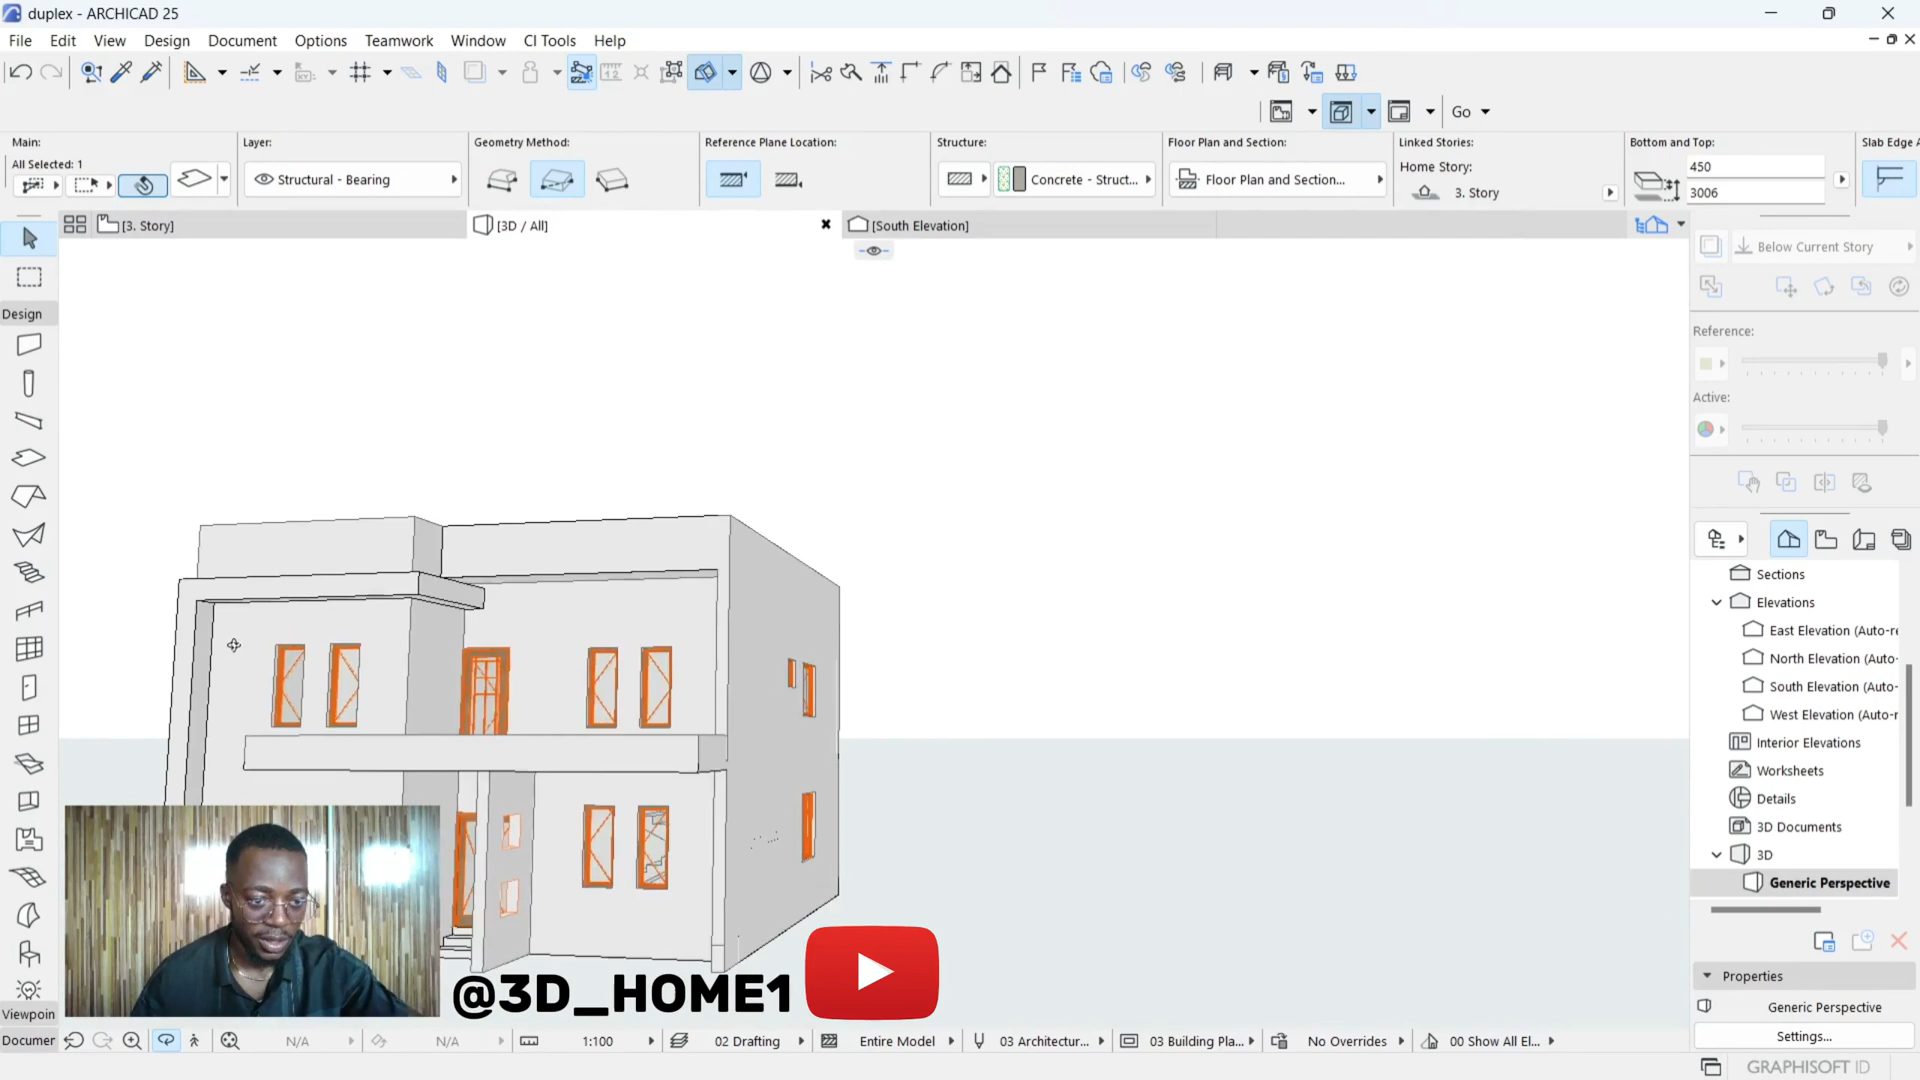 duplex - ARCHICAD 25
File Edit View Design Document Options Teamwork Window CI Tools Help
Go
Main:
All Selected: 1
Layer:
Structural - Bearing
Geometry Method:
Reference Plane Location:
Structure:
Concrete - Struct...
Floor Plan and Section:
Floor Plan and Section...
Linked Stories:
Home Story:
3. Story
Bottom and Top:
450
3006
Slab Edge A
[3. Story]
[3D / All]
[South Elevation]
Design
Viewpoin
Documer
Below Current Story
Reference:
Active:
Sections
Elevations
East Elevation (Auto-re
North Elevation (Auto-
South Elevation (Auto-
West Elevation (Auto-r
Interior Elevations
Worksheets
Details
3D Documents
3D
Generic Perspective
Properties
Generic Perspective
Settings...
@3D_HOME1
N/A
N/A
1:100
02 Drafting
Entire Model
03 Architectur...
03 Building Pla...
No Overrides
00 Show All El...
GRAPHISOFT ID